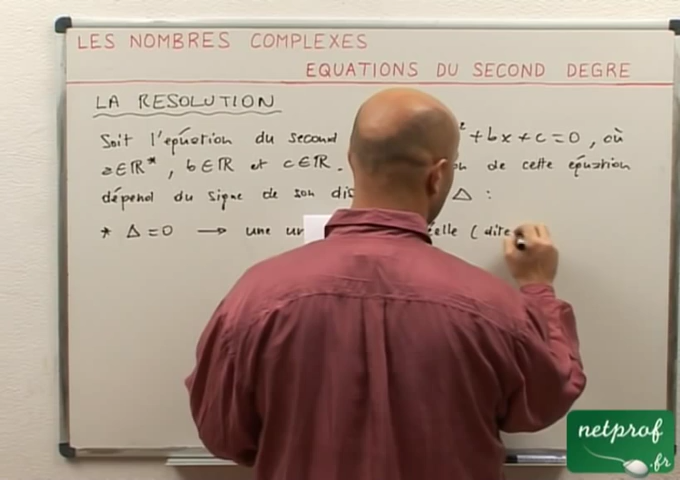 LES NOMBRES COMPLEXES
EQUATIONS DU SECOND DEGRE
LA RESOLUTION
Soit l'équation du second ² + bx + c = 0 , où
a ∈ ℝ* , b ∈ ℝ et c ∈ ℝ . de cette équation
dépend du signe de son Δ :
* Δ = 0 → une (dite
netprof
.fr